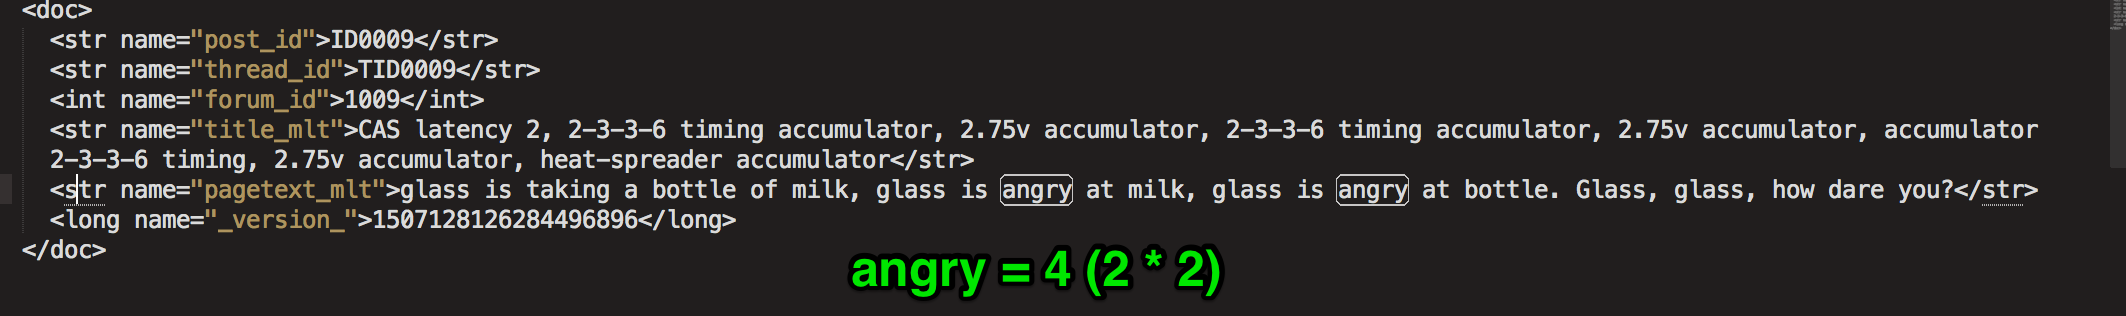 <doc>
<str name="post_id">ID0009</str>
<str name="thread_id">TID0009</str>
<int name="forum_id">1009</int>
<str name="title_mlt">CAS latency 2, 2-3-3-6 timing accumulator, 2.75v accumulator, 2-3-3-6 timing accumulator, 2.75v accumulator, accumulator
2-3-3-6 timing, 2.75v accumulator, heat-spreader accumulator</str>
<str name="pagetext_mlt">glass is taking a bottle of milk, glass is angry at milk, glass is angry at bottle. Glass, glass, how dare you?</str>
<long name="_version_">1507128126284496896</long>
</doc>
angry = 4 (2 * 2)